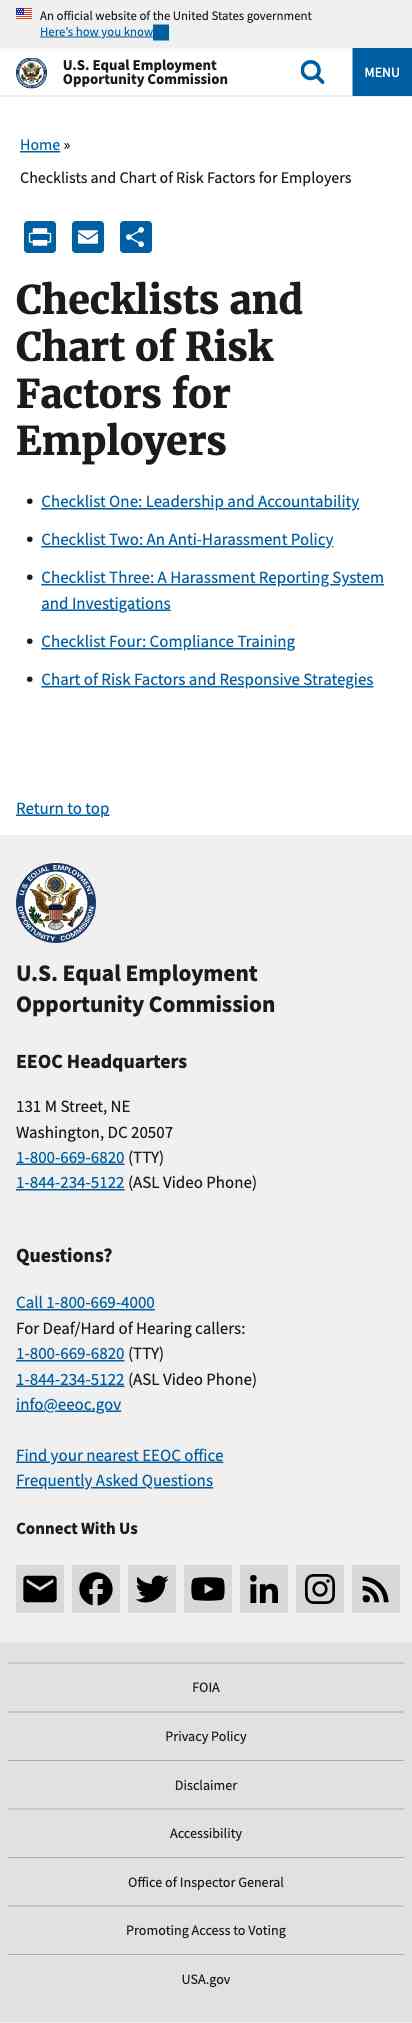 An official website of the United States government
Here's how you know
U.S. Equal Employment
Opportunity Commission
MENU
Home »
Checklists and Chart of Risk Factors for Employers
Checklists and
Chart of Risk
Factors for
Employers
• Checklist One: Leadership and Accountability
• Checklist Two: An Anti-Harassment Policy
• Checklist Three: A Harassment Reporting System
and Investigations
• Checklist Four: Compliance Training
• Chart of Risk Factors and Responsive Strategies
Return to top
U.S. EQUAL EMPLOYMENT
OPPORTUNITY COMMISSION
U.S. Equal Employment
Opportunity Commission
EEOC Headquarters
131 M Street, NE
Washington, DC 20507
1-800-669-6820 (TTY)
1-844-234-5122 (ASL Video Phone)
Questions?
Call 1-800-669-4000
For Deaf/Hard of Hearing callers:
1-800-669-6820 (TTY)
1-844-234-5122 (ASL Video Phone)
info@eeoc.gov
Find your nearest EEOC office
Frequently Asked Questions
Connect With Us
FOIA
Privacy Policy
Disclaimer
Accessibility
Office of Inspector General
Promoting Access to Voting
USA.gov